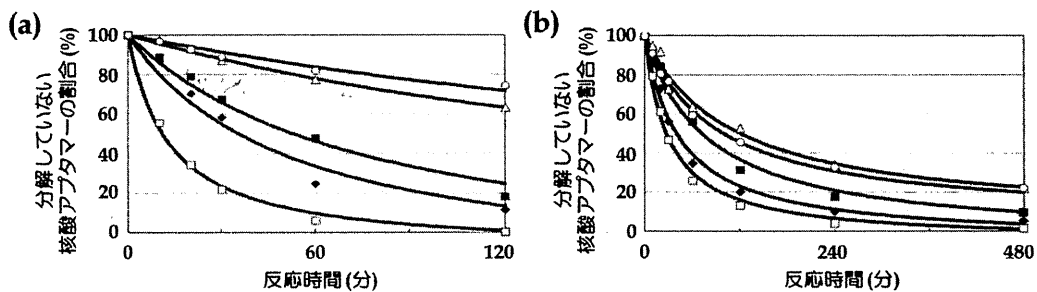 (a)
分解していない
核酸アプタマーの割合 (%)
100
80
60
40
20
0
0
60
120
反応時間 (分)
(b)
分解していない
核酸アプタマーの割合 (%)
100
80
60
40
20
0
0
240
480
反応時間 (分)